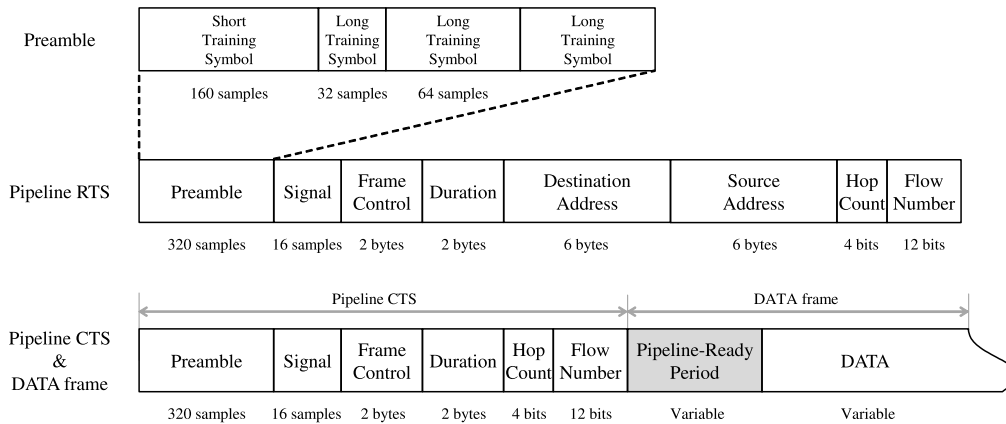 Preamble
Short
Training
Symbol
Long
Training
Symbol
Long
Training
Symbol
Long
Training
Symbol
160 samples
32 samples
64 samples
Pipeline RTS
Preamble
Signal
Frame
Control
Duration
Destination
Address
Source
Address
Hop
Count
Flow
Number
320 samples
16 samples
2 bytes
2 bytes
6 bytes
6 bytes
4 bits
12 bits
Pipeline CTS
DATA frame
Pipeline CTS
&
DATA frame
Preamble
Signal
Frame
Control
Duration
Hop
Count
Flow
Number
Pipeline-Ready
Period
DATA
320 samples
16 samples
2 bytes
2 bytes
4 bits
12 bits
Variable
Variable